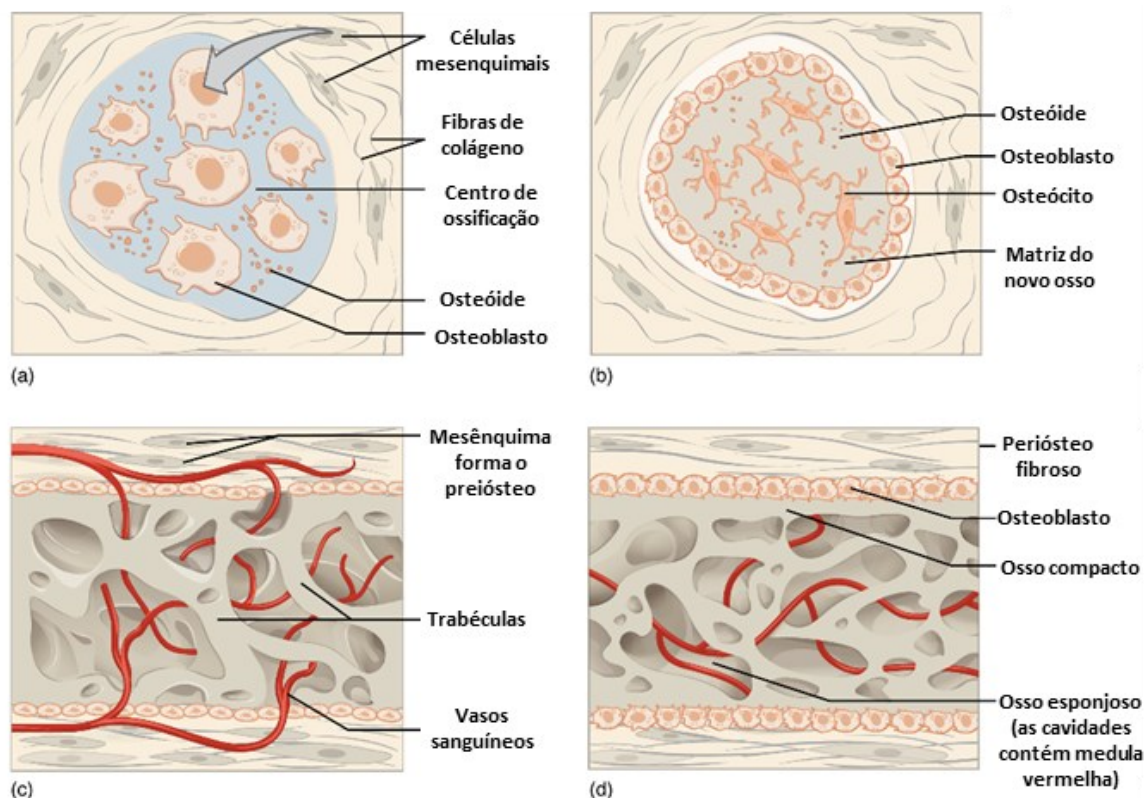 Células
mesenquimais
Fibras de
colágeno
Centro de
ossificação
Osteóide
Osteoblasto
(a)
Osteóide
Osteoblasto
Osteócito
Matriz do
novo osso
(b)
Mesênquima
forma o
preiósteo
Trabéculas
Vasos
sanguíneos
(c)
Periósteo
fibroso
Osteoblasto
Osso compacto
Osso esponjoso
(as cavidades
contém medula
vermelha)
(d)